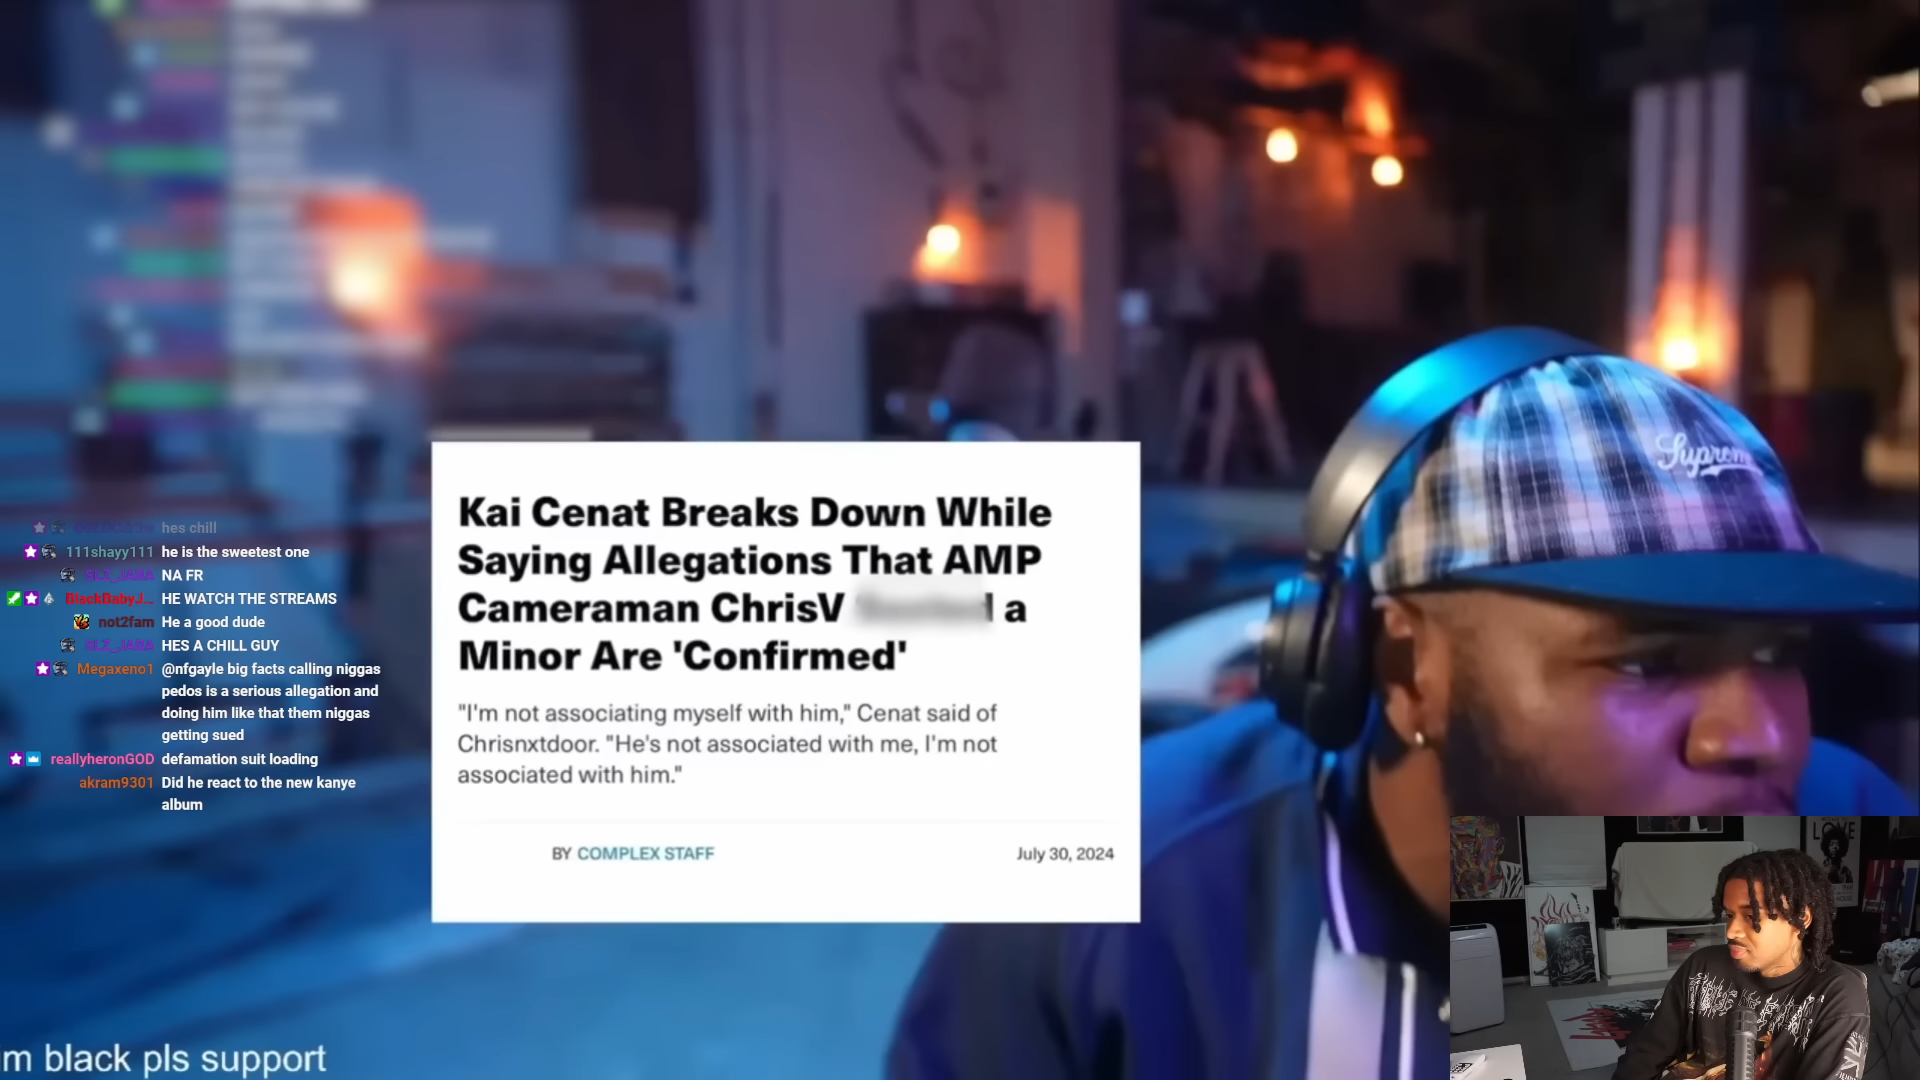 hes chill
111shayy111 he is the sweetest one
SLZ_JARA NA FR
BlackBabyJ... HE WATCH THE STREAMS
not2fam He a good dude
SLZ_JARA HES A CHILL GUY
Megaxeno1 @nfgayle big facts calling niggas
pedos is a serious allegation and
doing him like that them niggas
getting sued
reallyheronGOD defamation suit loading
akram9301 Did he react to the new kanye
album
Kai Cenat Breaks Down While
Saying Allegations That AMP
Cameraman ChrisV a
Minor Are 'Confirmed'
"I'm not associating myself with him," Cenat said of
Chrisnxtdoor. "He's not associated with me, I'm not
associated with him."
BY COMPLEX STAFF
July 30, 2024
Supreme
LOVE
im black pls support